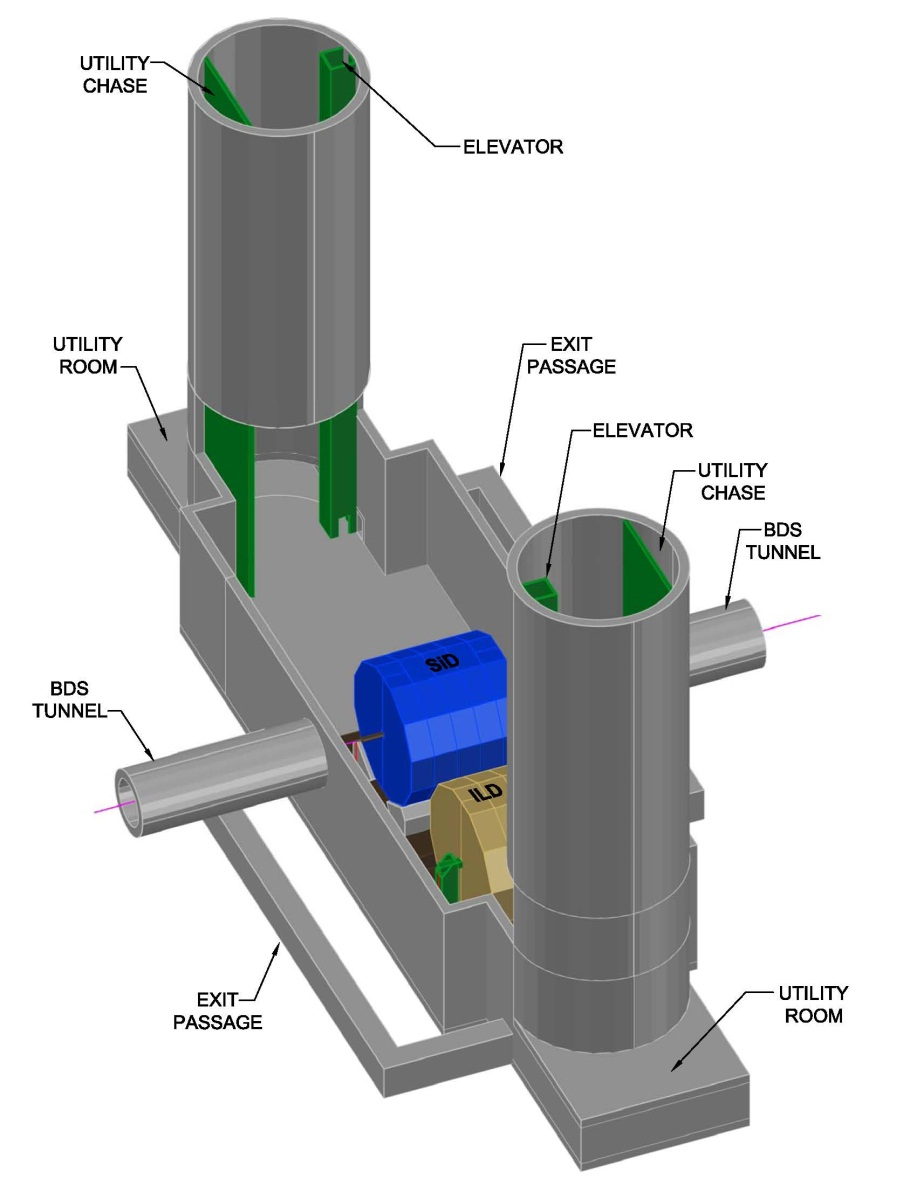 UTILITY
CHASE
ELEVATOR
UTILITY
ROOM
EXIT
PASSAGE
ELEVATOR
UTILITY
CHASE
BDS
TUNNEL
SiD
BDS
TUNNEL
ILD
EXIT
PASSAGE
UTILITY
ROOM